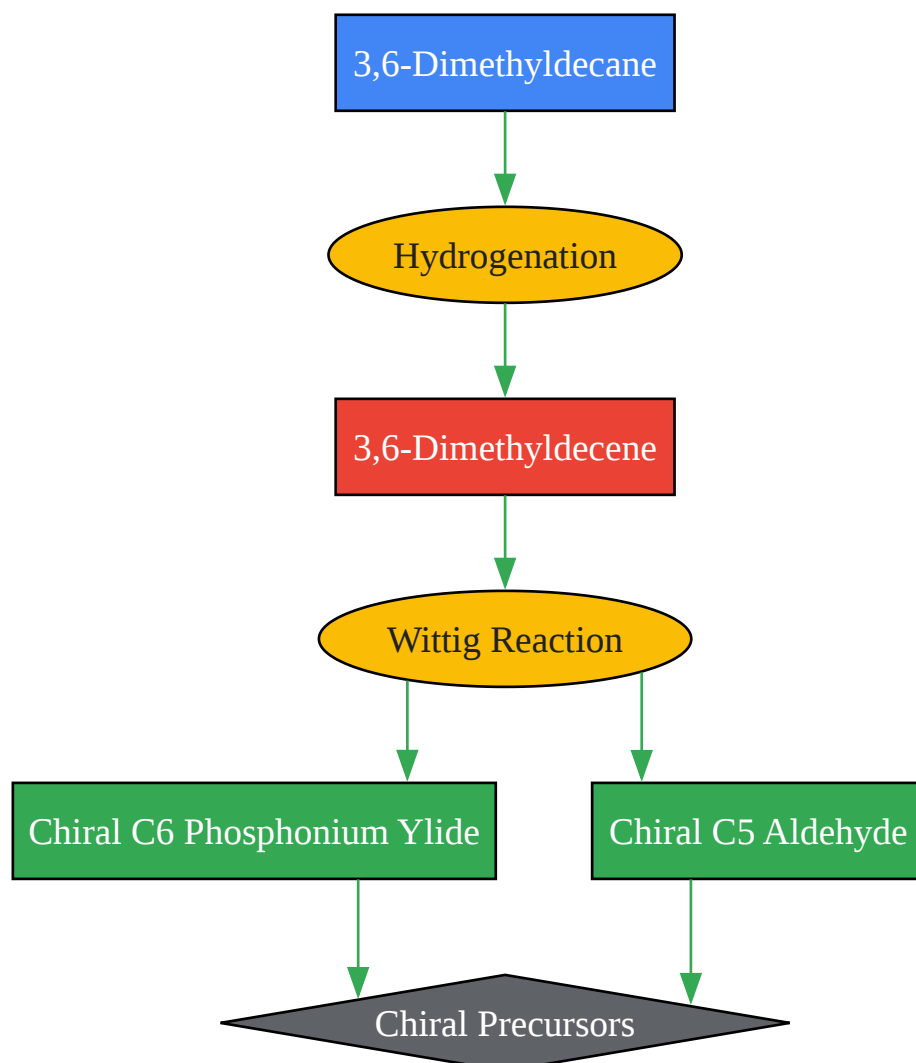 3,6-Dimethyldecane
Hydrogenation
3,6-Dimethyldecene
Wittig Reaction
Chiral C6 Phosphonium Ylide
Chiral C5 Aldehyde
Chiral Precursors